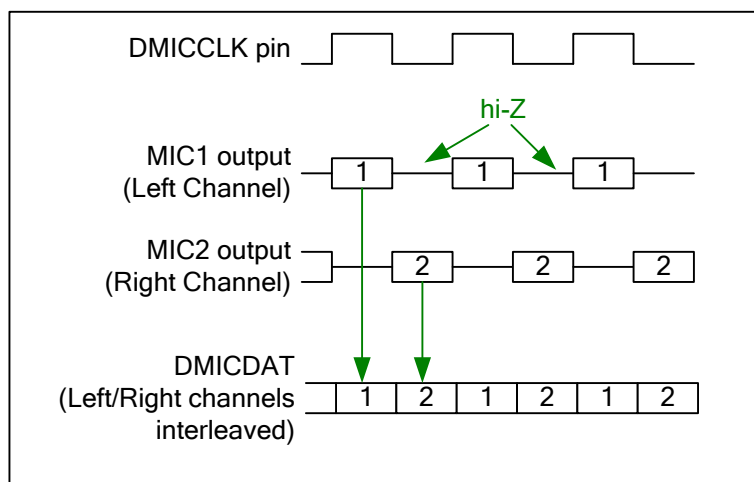 DMICCLK pin
hi-Z
MIC1 output
(Left Channel)
1 1 1
MIC2 output
(Right Channel)
2 2 2
DMICDAT
(Left/Right channels
interleaved)
1 2 1 2 1 2